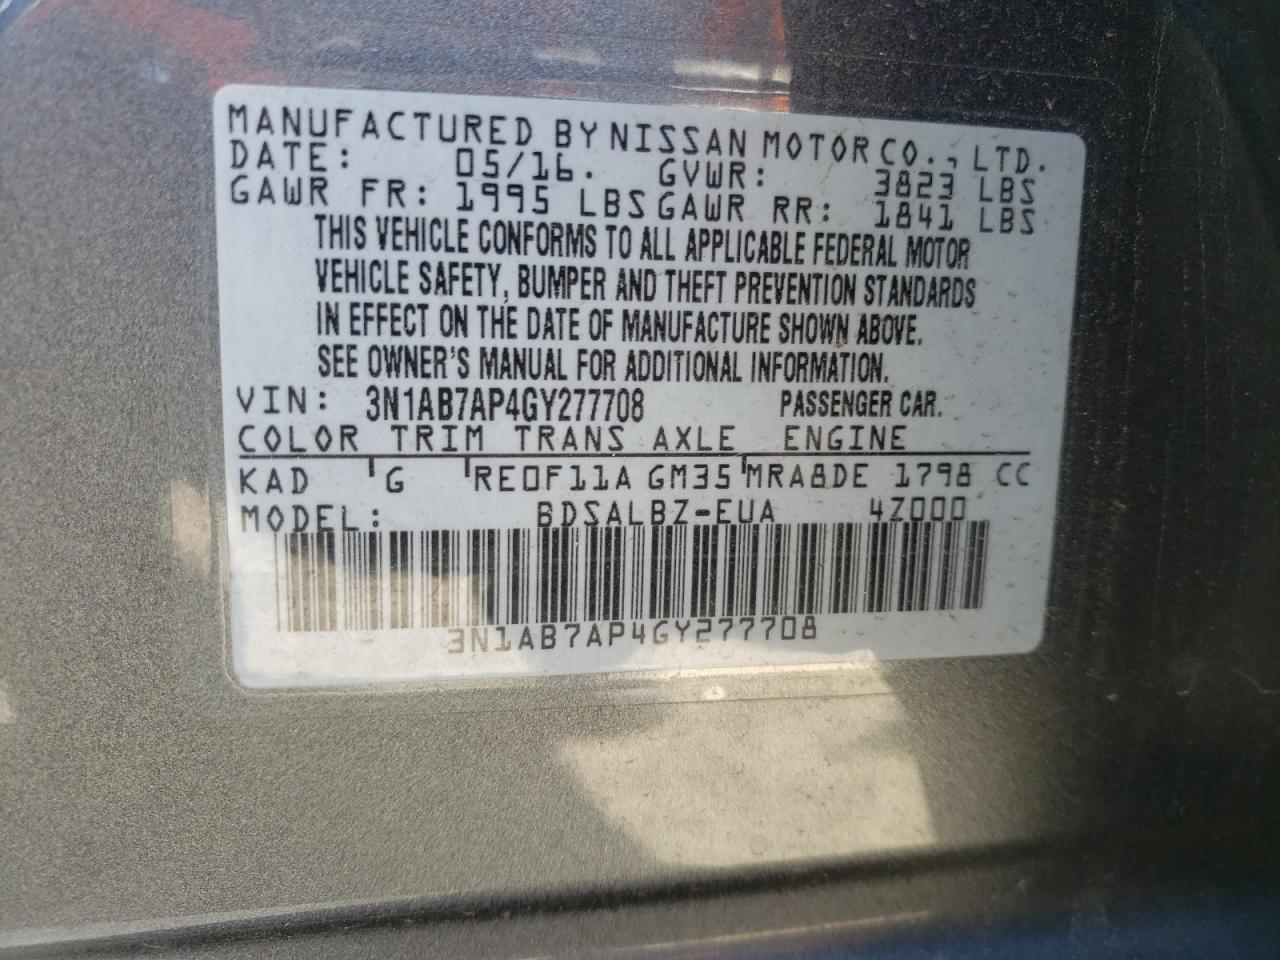 MANUFACTURED BY NISSAN MOTOR CO., LTD.
DATE: 05/16. GVWR: 3823 LBS
GAWR FR: 1995 LBS GAWR RR: 1841 LBS
THIS VEHICLE CONFORMS TO ALL APPLICABLE FEDERAL MOTOR
VEHICLE SAFETY, BUMPER AND THEFT PREVENTION STANDARDS
IN EFFECT ON THE DATE OF MANUFACTURE SHOWN ABOVE.
SEE OWNER'S MANUAL FOR ADDITIONAL INFORMATION.
VIN: 3N1AB7AP4GY277708 PASSENGER CAR.
COLOR TRIM TRANS AXLE ENGINE
KAD G RE0F11A GM35 MRA8DE 1798 CC
MODEL: BDSALBZ-EUA 4Z000
3N1AB7AP4GY277708